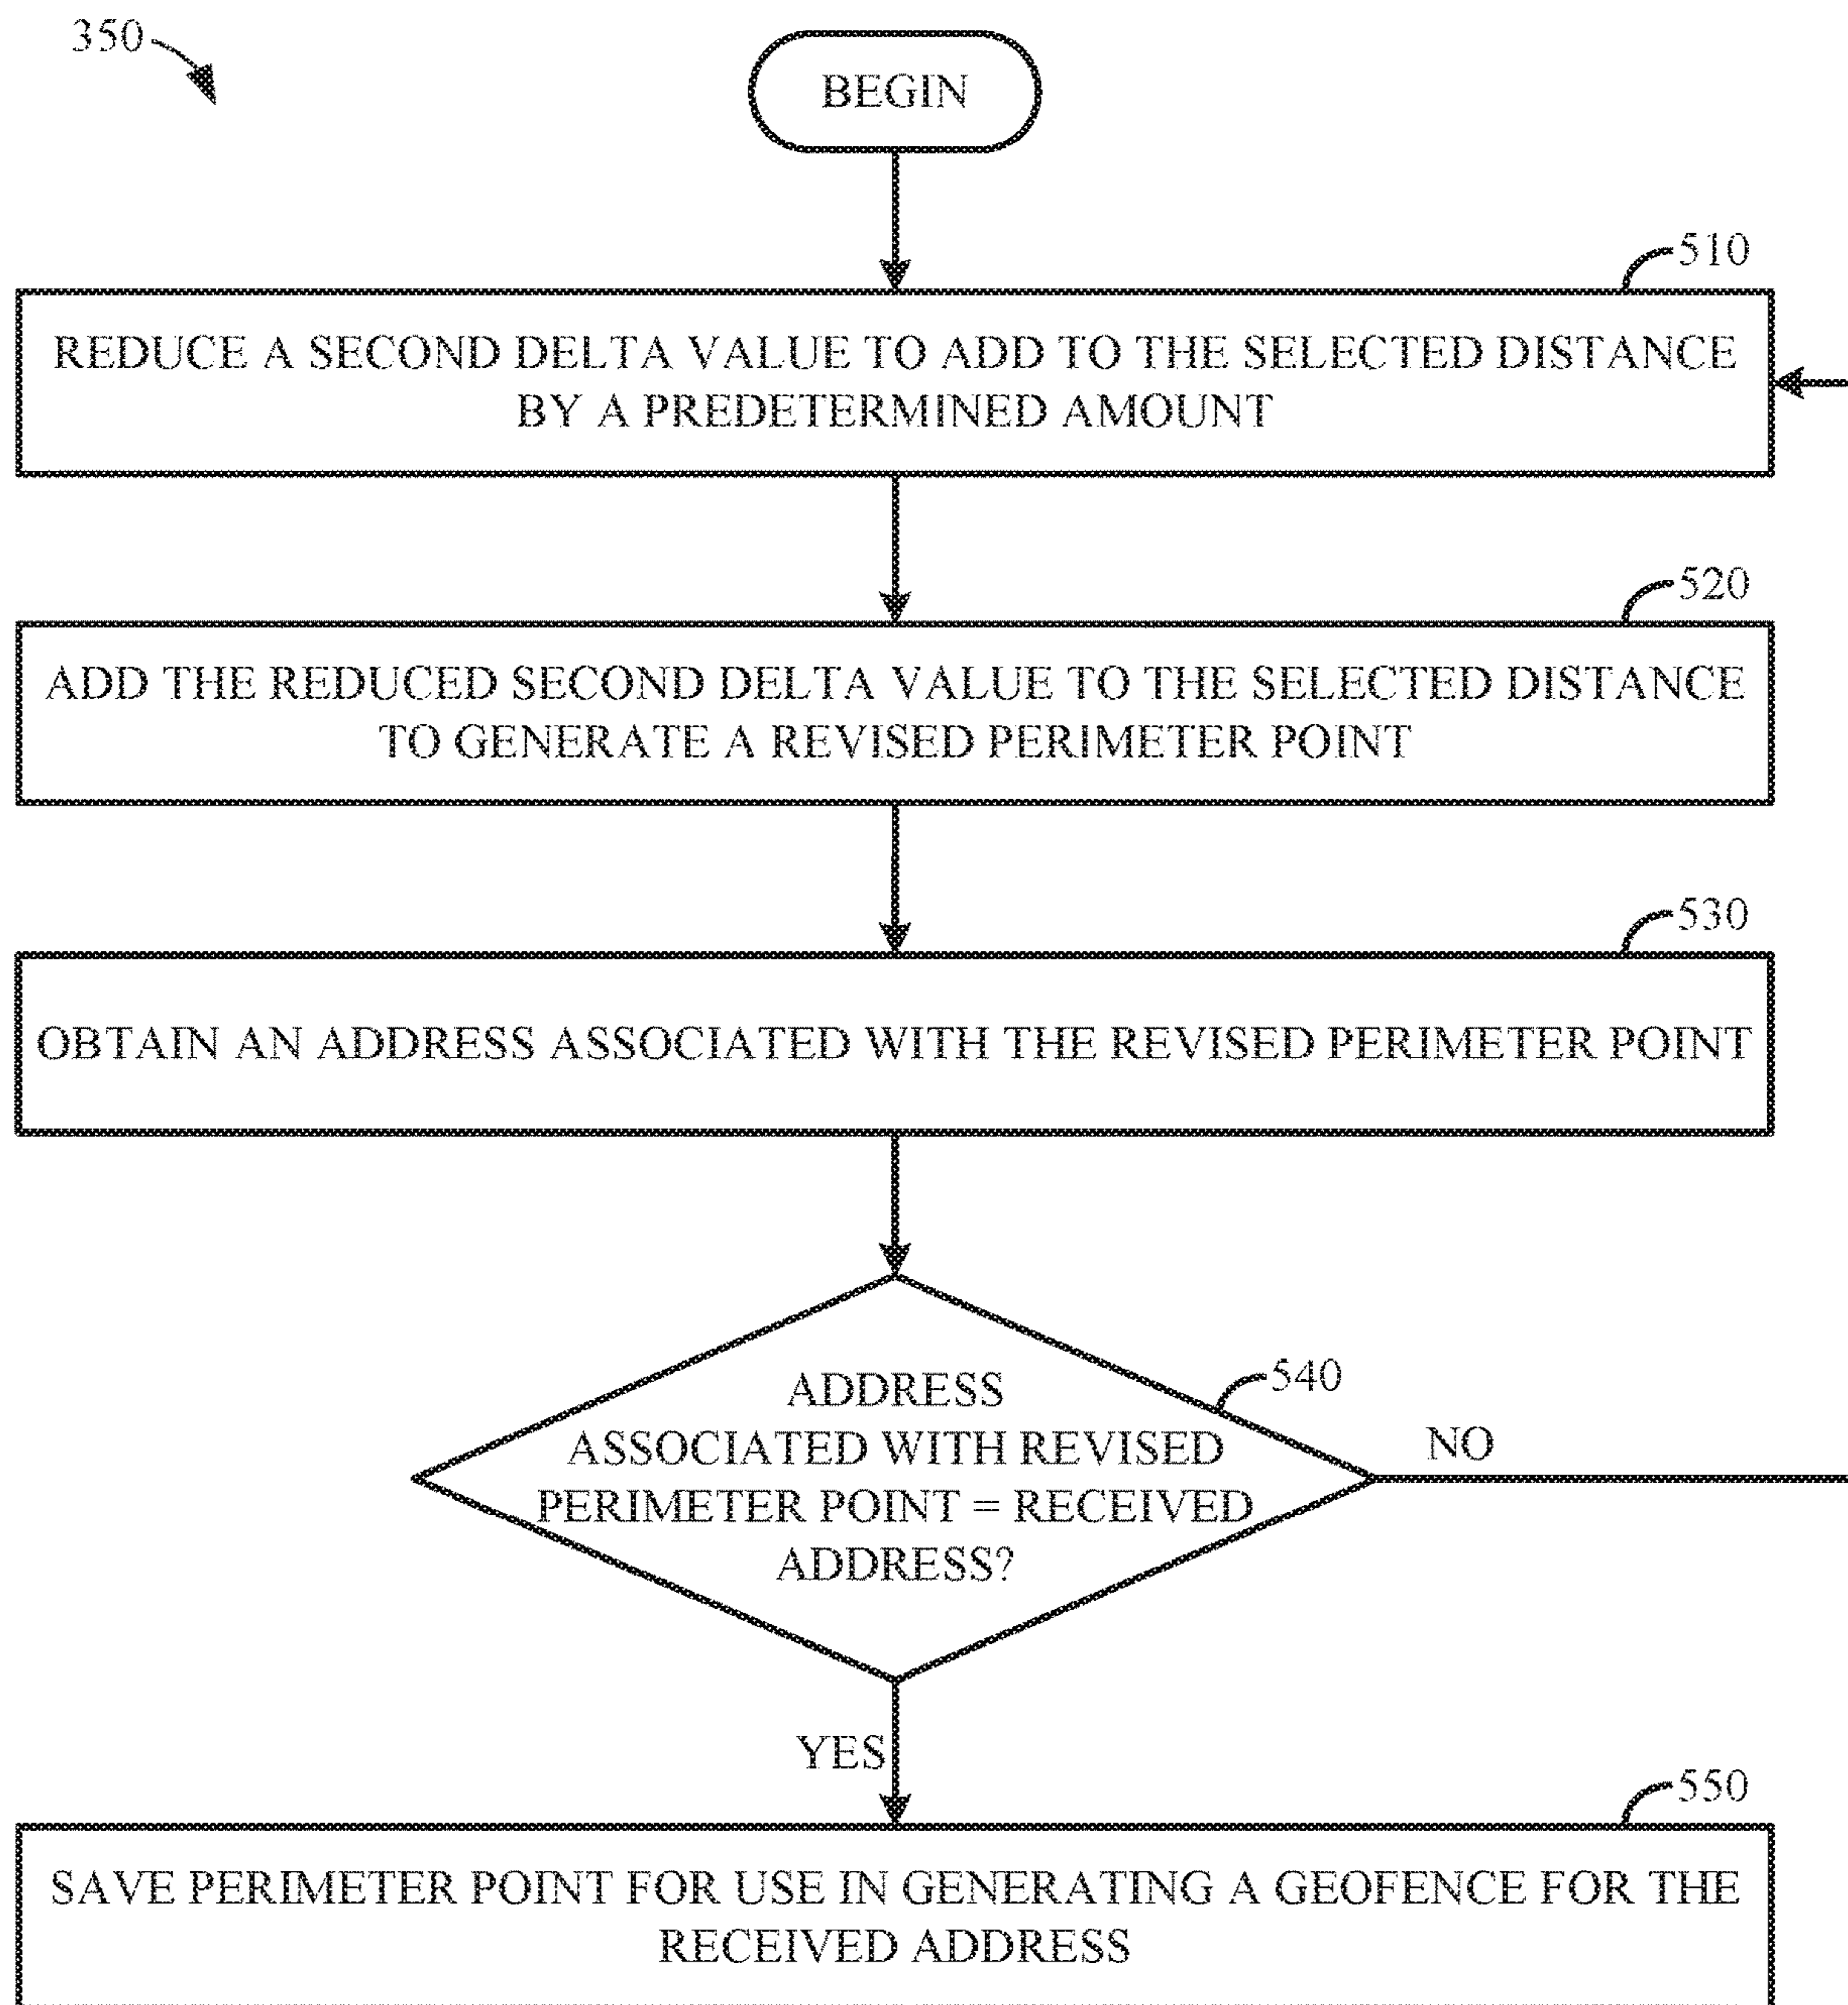 350
BEGIN
510
REDUCE A SECOND DELTA VALUE TO ADD TO THE SELECTED DISTANCE
BY A PREDETERMINED AMOUNT
520
ADD THE REDUCED SECOND DELTA VALUE TO THE SELECTED DISTANCE
TO GENERATE A REVISED PERIMETER POINT
530
OBTAIN AN ADDRESS ASSOCIATED WITH THE REVISED PERIMETER POINT
540
ADDRESS
ASSOCIATED WITH REVISED
PERIMETER POINT = RECEIVED
ADDRESS?
NO
YES
550
SAVE PERIMETER POINT FOR USE IN GENERATING A GEOFENCE FOR THE
RECEIVED ADDRESS